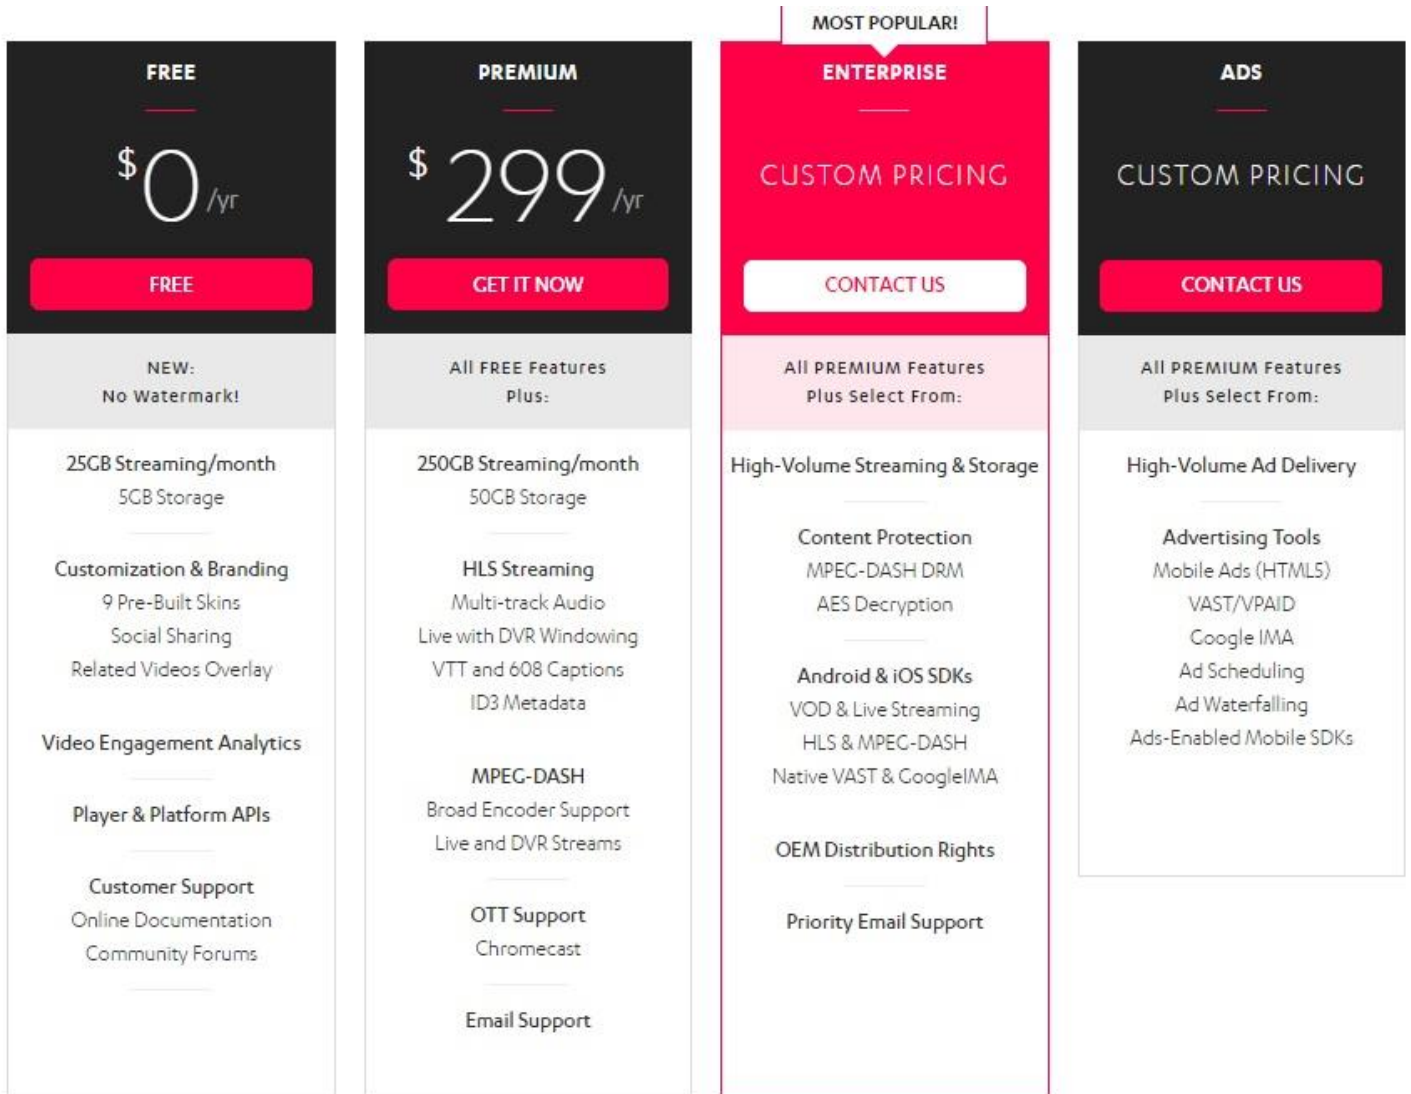 FREE
$0/yr
FREE
NEW:
No Watermark!
25GB Streaming/month
5GB Storage
Customization & Branding
9 Pre-Built Skins
Social Sharing
Related Videos Overlay
Video Engagement Analytics
Player & Platform APIs
Customer Support
Online Documentation
Community Forums
PREMIUM
$299/yr
GET IT NOW
All FREE Features
Plus:
250GB Streaming/month
50GB Storage
HLS Streaming
Multi-track Audio
Live with DVR Windowing
VTT and 608 Captions
ID3 Metadata
MPEG-DASH
Broad Encoder Support
Live and DVR Streams
OTT Support
Chromecast
Email Support
MOST POPULAR!
ENTERPRISE
CUSTOM PRICING
CONTACT US
All PREMIUM Features
Plus Select From:
High-Volume Streaming & Storage
Content Protection
MPEG-DASH DRM
AES Decryption
Android & iOS SDKs
VOD & Live Streaming
HLS & MPEG-DASH
Native VAST & GoogleIMA
OEM Distribution Rights
Priority Email Support
ADS
CUSTOM PRICING
CONTACT US
All PREMIUM Features
Plus Select From:
High-Volume Ad Delivery
Advertising Tools
Mobile Ads (HTML5)
VAST/VPAID
Google IMA
Ad Scheduling
Ad Waterfalling
Ads-Enabled Mobile SDKs